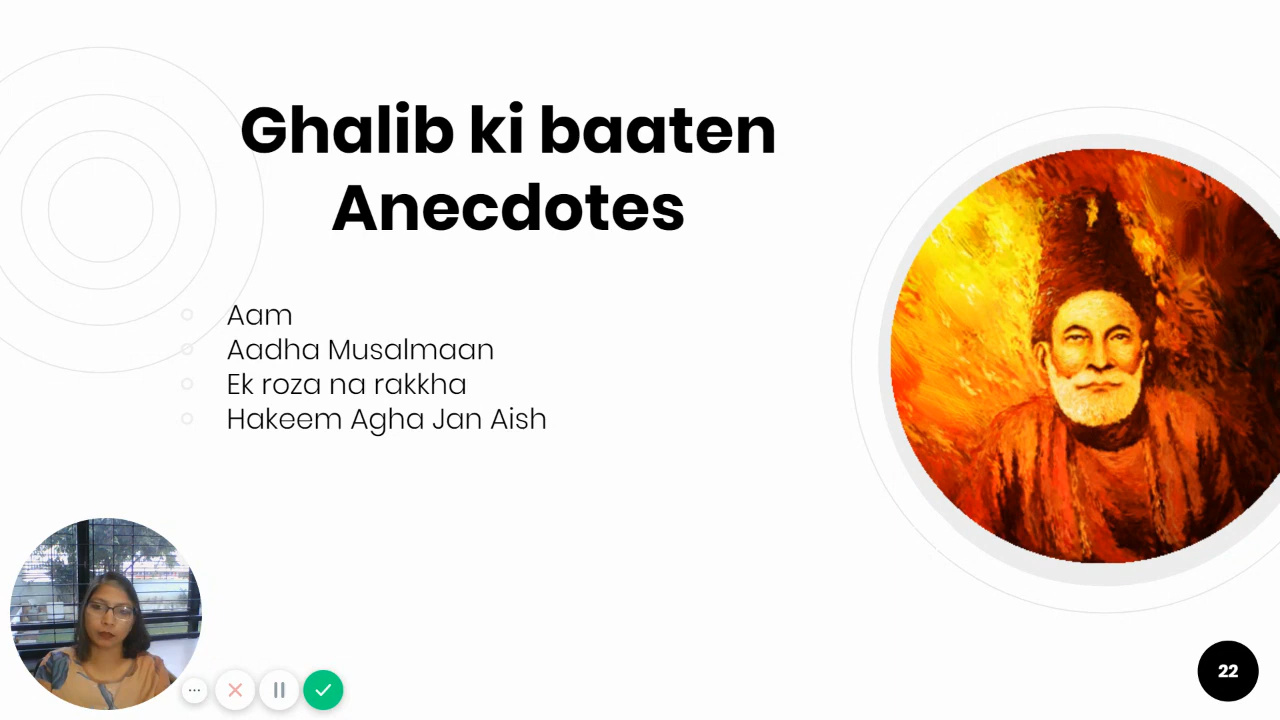 Ghalib ki baaten
Anecdotes
Aam
Aadha Musalmaan
Ek roza na rakkha
Hakeem Agha Jan Aish
22